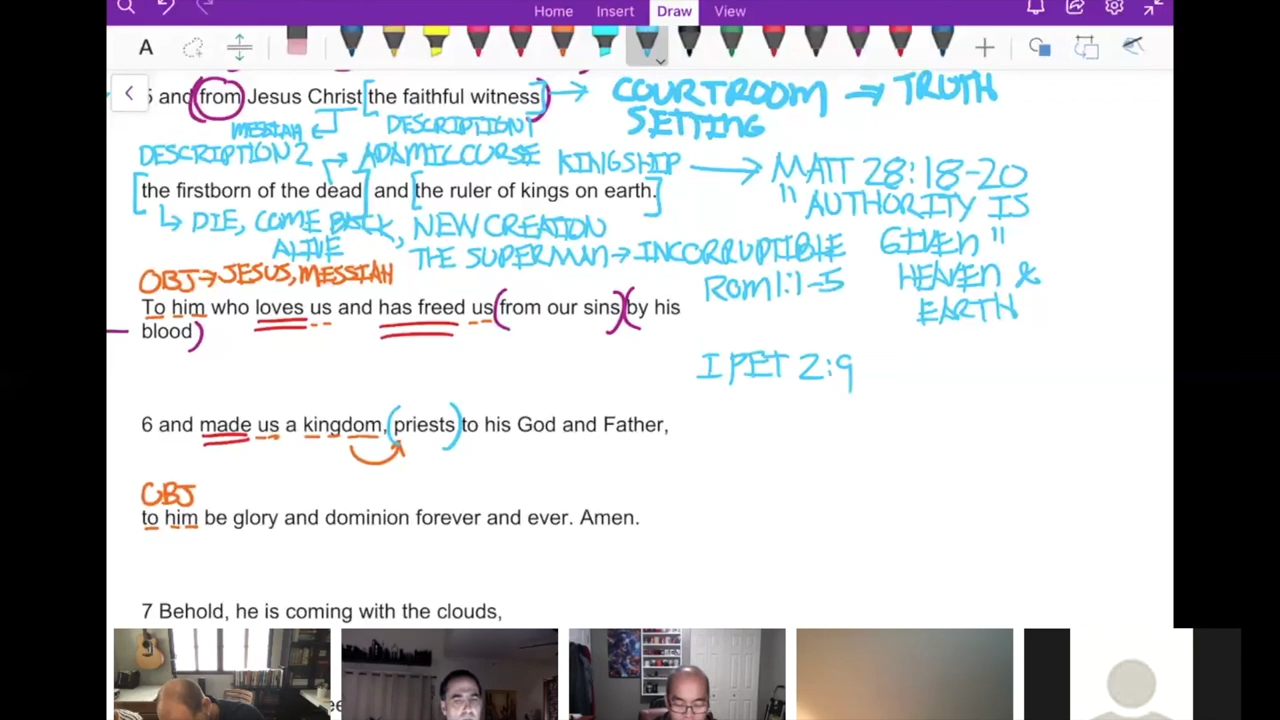 Home Insert Draw View
A
5 and from Jesus Christ [the faithful witness] → COURTROOM ⇒ TRUTH
SETTING
MESSIAH DESCRIPTION 1
DESCRIPTION 2 ADAMIC CURSE KINGSHIP → MATT 28:18-20
[the firstborn of the dead] and [the ruler of kings on earth.] " AUTHORITY IS
DIE, COME BACK, NEW CREATION GIVEN "
ALIVE THE SUPERMAN → INCORRUPTIBLE HEAVEN &
OBJ → JESUS, MESSIAH Rom 1:1-5 EARTH
To him who loves us and has freed us (from our sins) (by his
blood)
I PET 2:9
6 and made us a kingdom, (priests) to his God and Father,
OBJ
to him be glory and dominion forever and ever. Amen.
7 Behold, he is coming with the clouds,